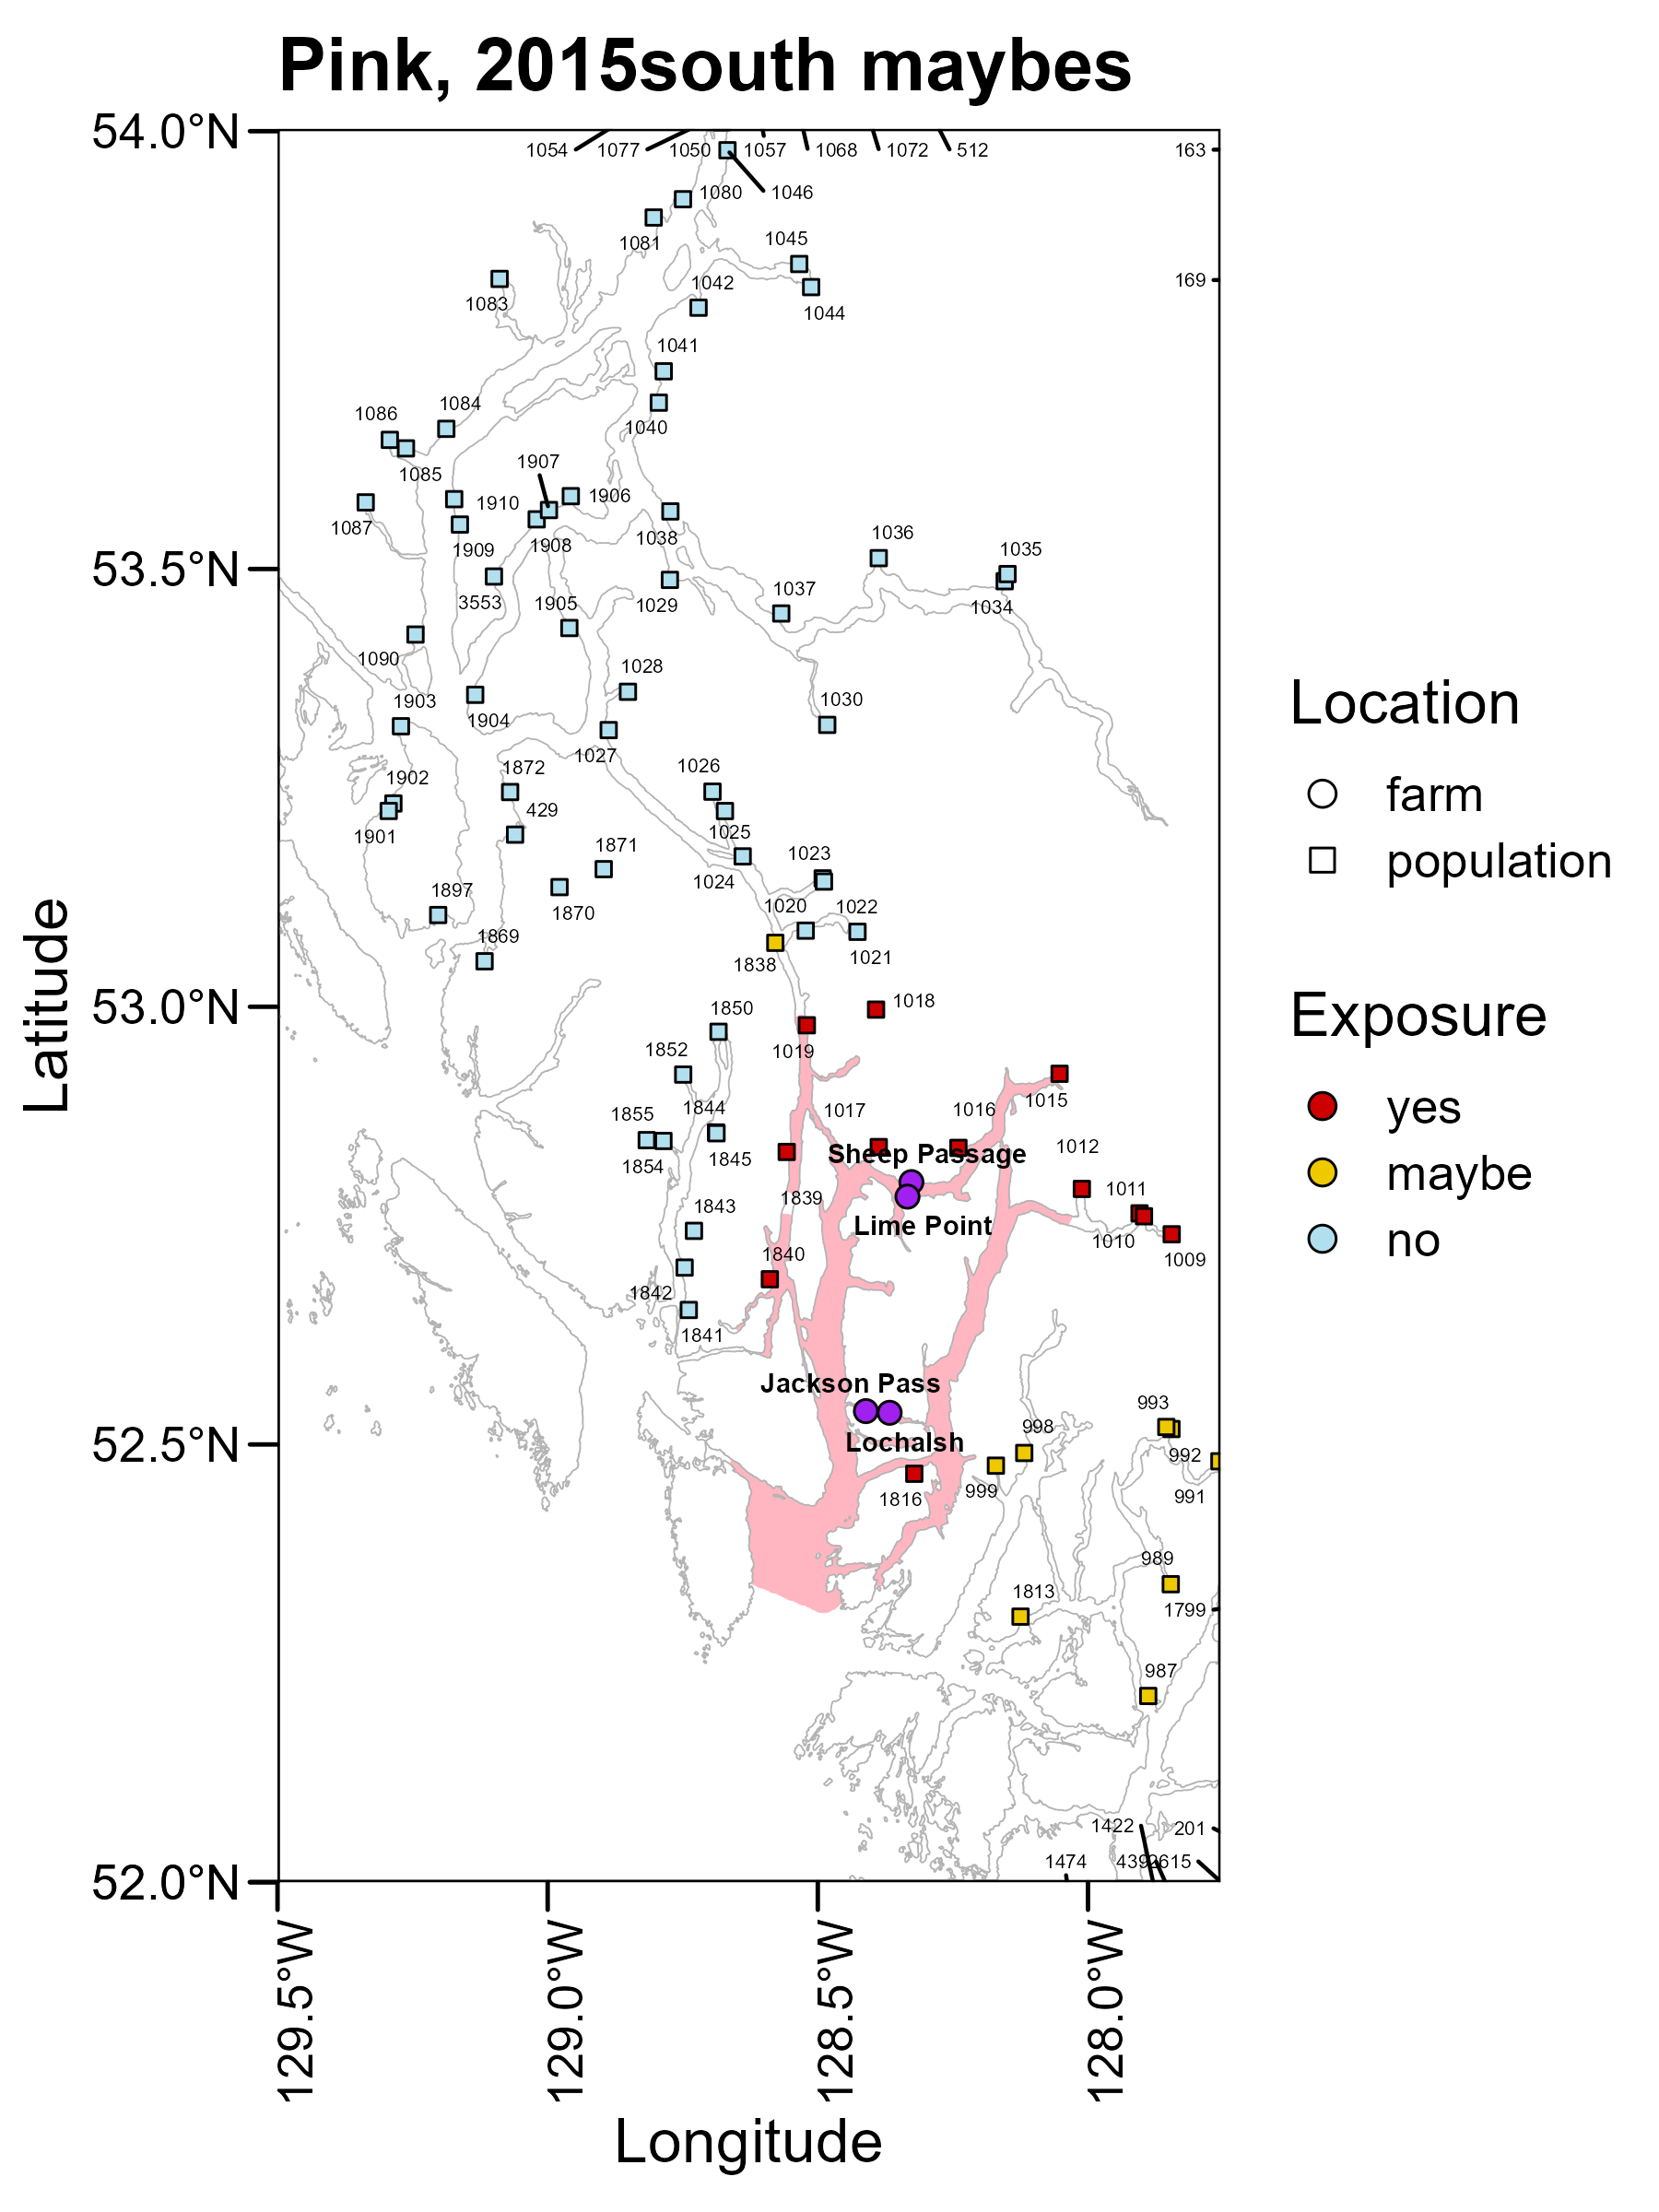 Pink, 2015south maybes
54.0°N
1054 1077 1050 1057 1068 1072 512 163
1080 1046
1081 1045
169
1083 1042 1044
1041
1086 1084 1040
1085 1907
1087 1910 1906
1909 1908 1038 1036 1035
53.5°N
3553 1905 1029 1037 1034
1090 1028
1903 1904 1030
1027
1902 1872 1026
429
1901 1871 1025 1023
1897 1870 1024
1020 1022
1869 1838 1021
53.0°N
1018
1850
1852 1019
1855 1844 1017 1016 1015
1854 1845 1012
Sheep Passage
1839 1011
1843 Lime Point
1010
1840 1009
1842
1841
Jackson Pass
993
52.5°N
Lochalsh 998
992
1816 999 991
989
1813 1799
987
1422 201
1474 439 2615
52.0°N
129.5°W
129.0°W
128.5°W
128.0°W
Longitude
Latitude
Location
farm
population
Exposure
yes
maybe
no